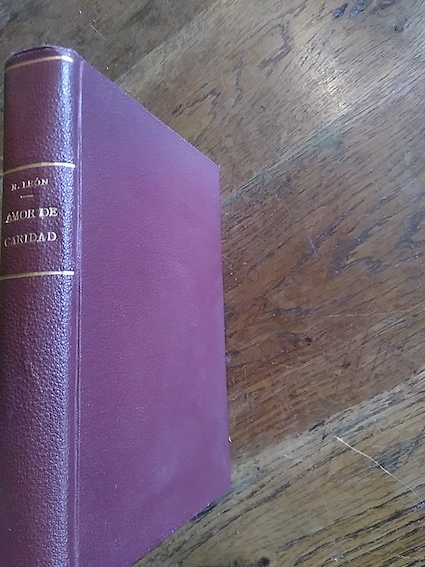 R. LEÓN
AMOR DE
CARIDAD